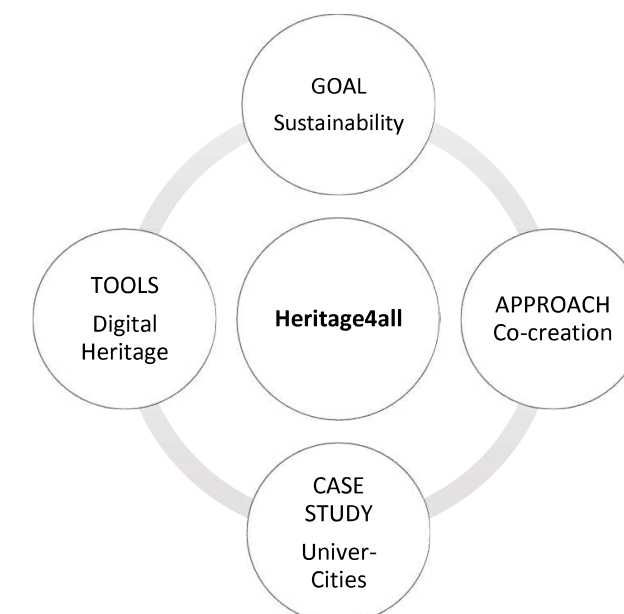 GOAL
Sustainability
TOOLS
Digital
Heritage
Heritage4all
APPROACH
Co-creation
CASE
STUDY
Univer-
Cities